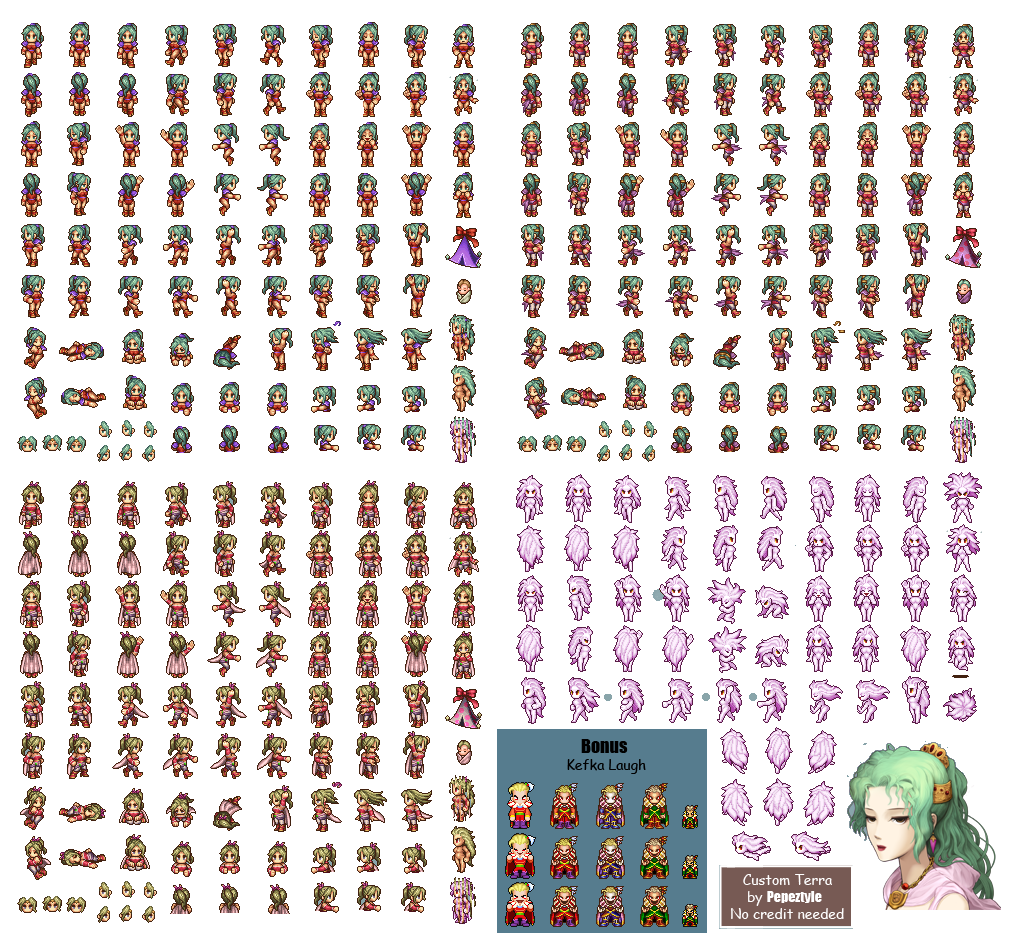 Bonus
Kefka Laugh
Custom Terra
by Pepeztyle
No credit needed